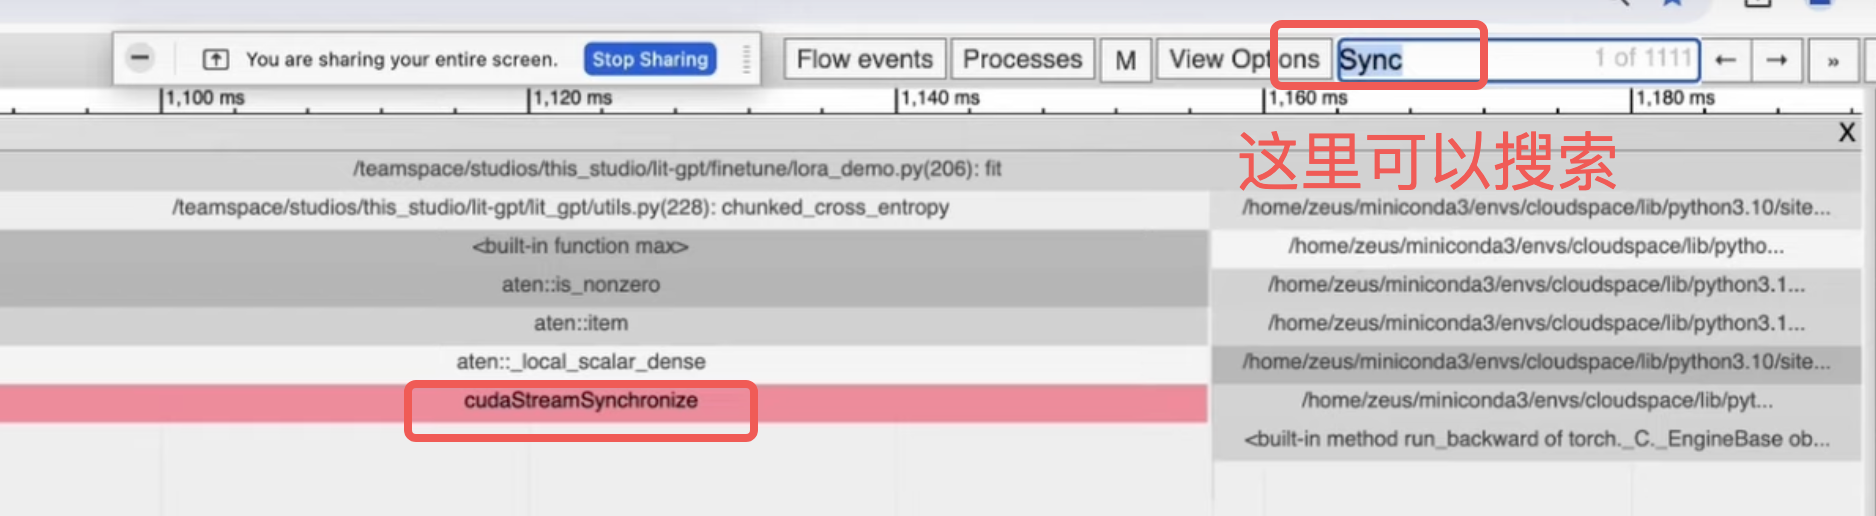 You are sharing your entire screen. Stop Sharing Flow events Processes M View Options Sync 1 of 1111 ← → »
1,100 ms 1,120 ms 1,140 ms 1,160 ms 1,180 ms
X
这里可以搜索
/teamspace/studios/this_studio/lit-gpt/finetune/lora_demo.py(206): fit
/teamspace/studios/this_studio/lit-gpt/lit_gpt/utils.py(228): chunked_cross_entropy /home/zeus/miniconda3/envs/cloudspace/lib/python3.10/site...
<built-in function max> /home/zeus/miniconda3/envs/cloudspace/lib/pytho...
aten::is_nonzero /home/zeus/miniconda3/envs/cloudspace/lib/python3.1...
aten::item /home/zeus/miniconda3/envs/cloudspace/lib/python3.1...
aten::_local_scalar_dense /home/zeus/miniconda3/envs/cloudspace/lib/python3.10/site...
cudaStreamSynchronize /home/zeus/miniconda3/envs/cloudspace/lib/pyt...
<built-in method run_backward of torch._C._EngineBase ob...